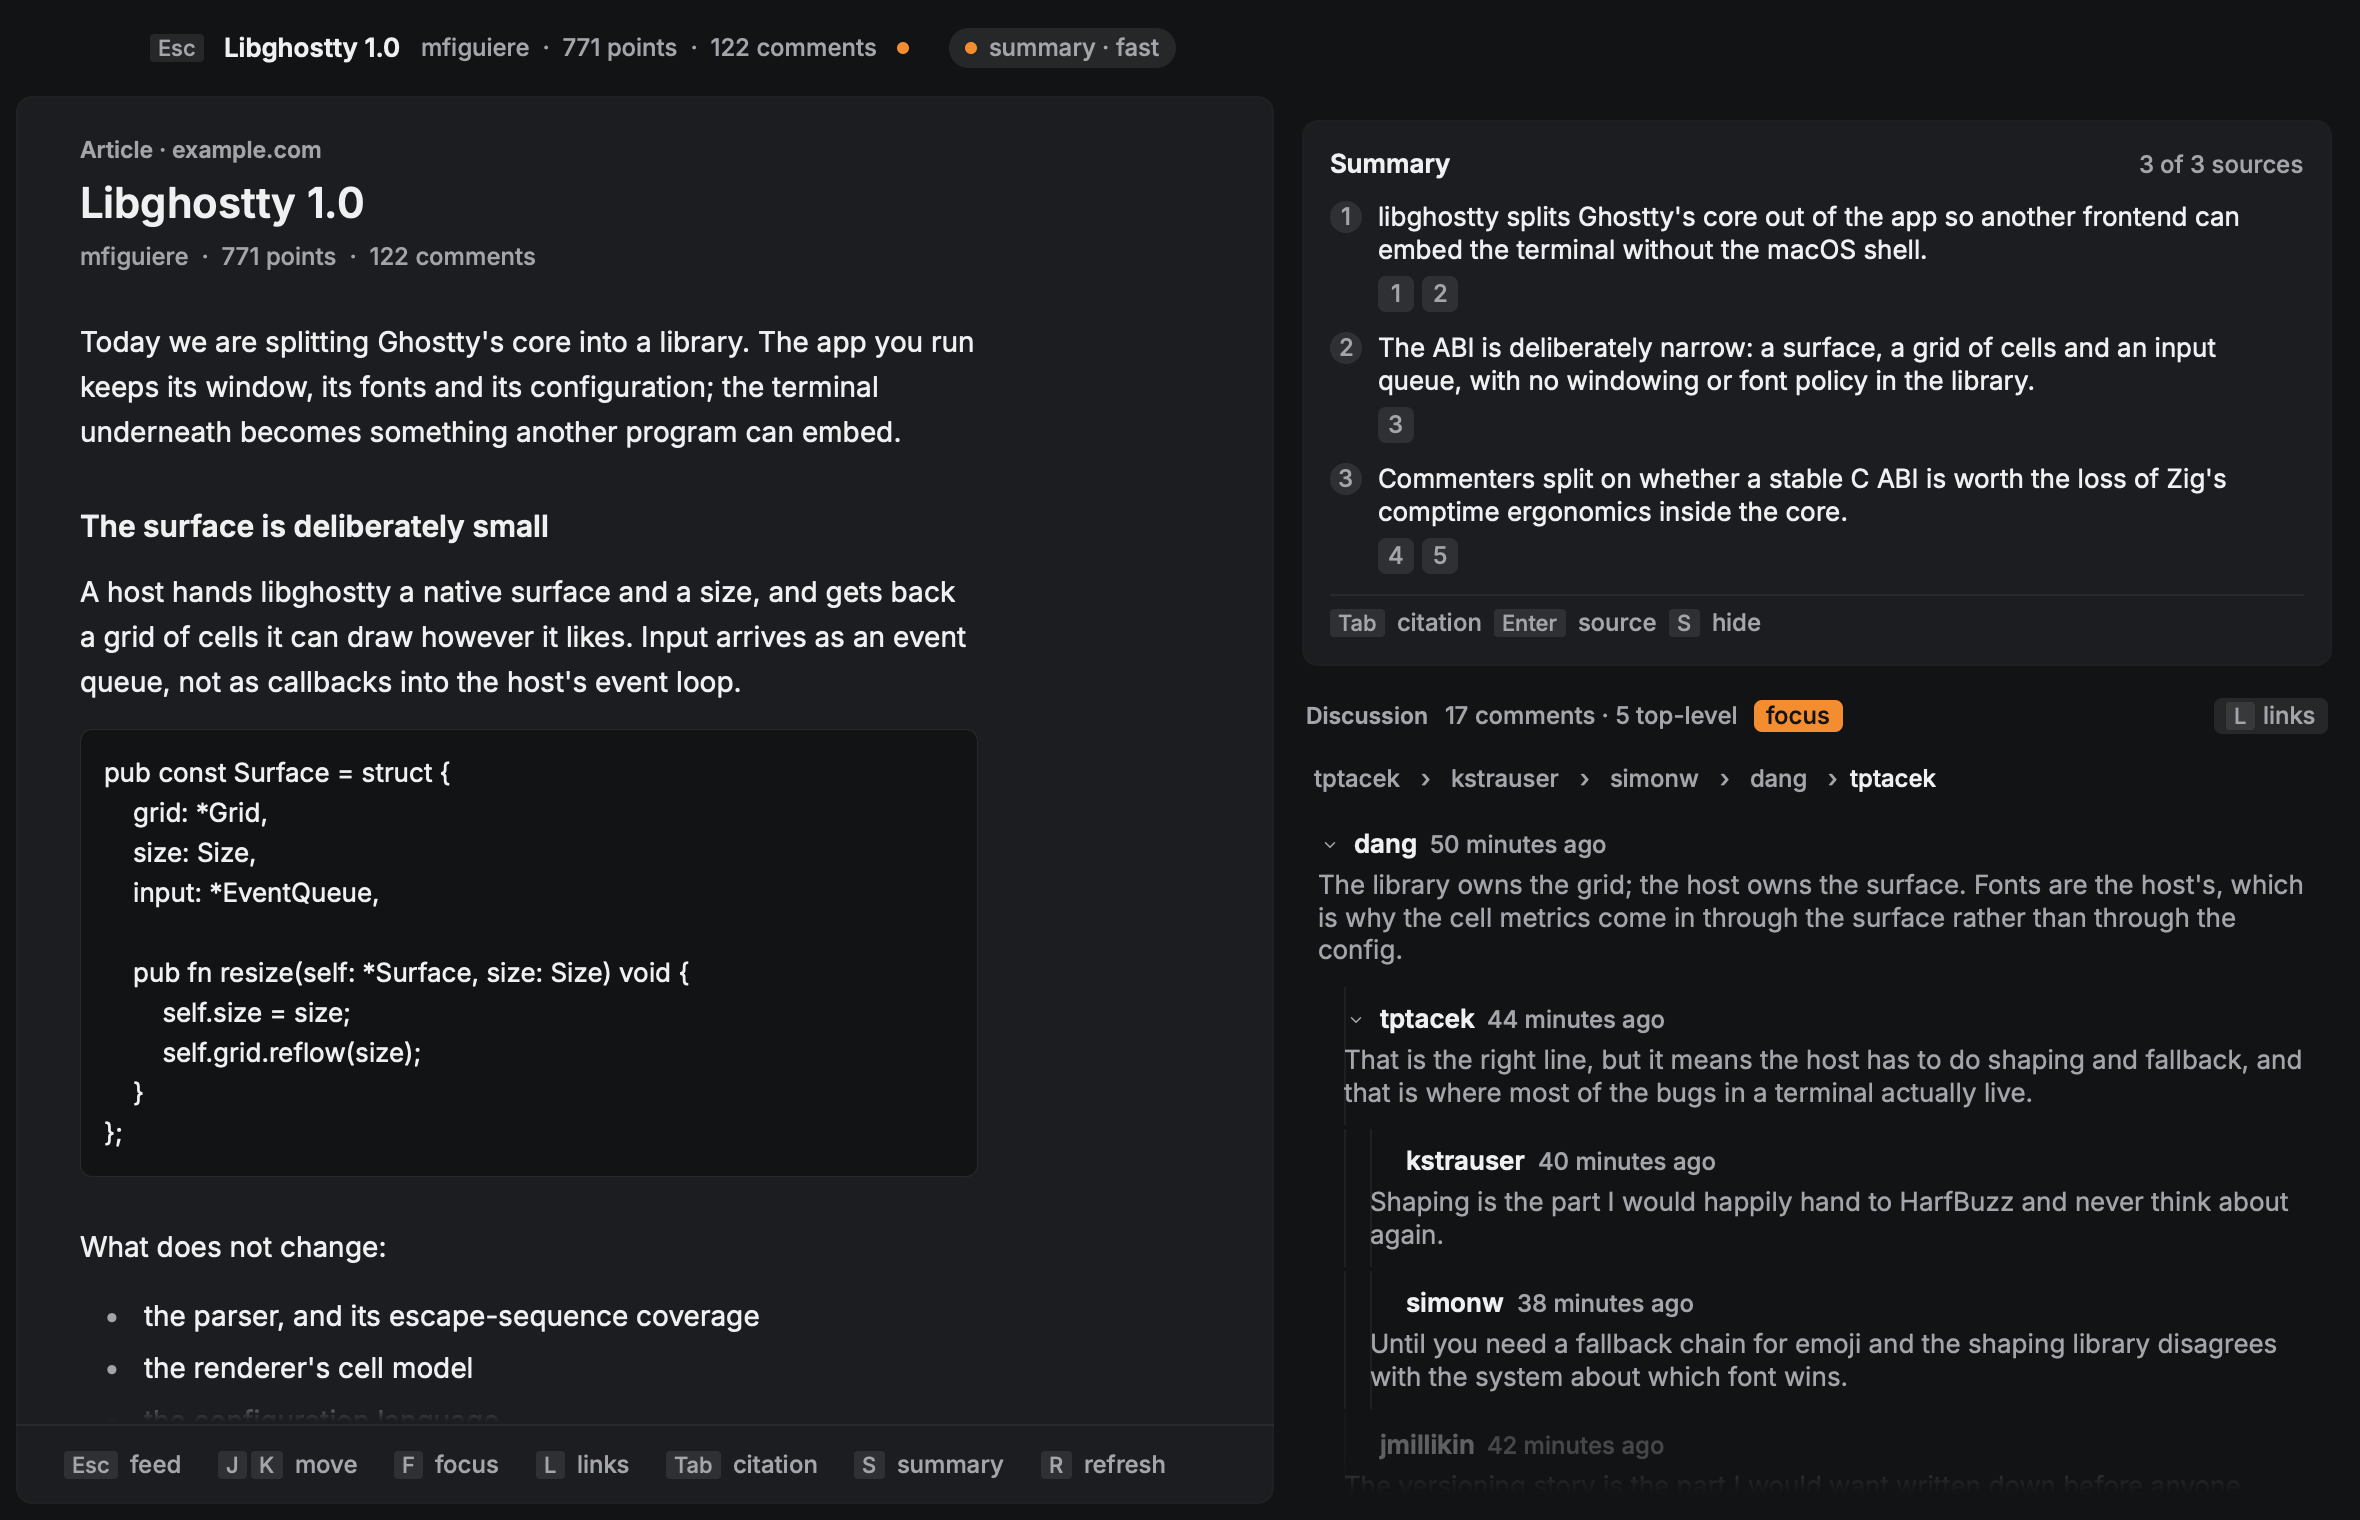 Esc Libghostty 1.0 mfiguiere · 771 points · 122 comments summary · fast
Article · example.com
Libghostty 1.0
mfiguiere · 771 points · 122 comments
Today we are splitting Ghostty's core into a library. The app you run
keeps its window, its fonts and its configuration; the terminal
underneath becomes something another program can embed.
The surface is deliberately small
A host hands libghostty a native surface and a size, and gets back
a grid of cells it can draw however it likes. Input arrives as an event
queue, not as callbacks into the host's event loop.
pub const Surface = struct {
    grid: *Grid,
    size: Size,
    input: *EventQueue,

    pub fn resize(self: *Surface, size: Size) void {
        self.size = size;
        self.grid.reflow(size);
    }
};
What does not change:
• the parser, and its escape-sequence coverage
• the renderer's cell model
• the configuration language
Esc feed J K move F focus L links Tab citation S summary R refresh
Summary 3 of 3 sources
1 libghostty splits Ghostty's core out of the app so another frontend can
embed the terminal without the macOS shell.
1 2
2 The ABI is deliberately narrow: a surface, a grid of cells and an input
queue, with no windowing or font policy in the library.
3
3 Commenters split on whether a stable C ABI is worth the loss of Zig's
comptime ergonomics inside the core.
4 5
Tab citation Enter source S hide
Discussion 17 comments · 5 top-level focus L links
tptacek › kstrauser › simonw › dang › tptacek
dang 50 minutes ago
The library owns the grid; the host owns the surface. Fonts are the host's, which
is why the cell metrics come in through the surface rather than through the
config.
tptacek 44 minutes ago
That is the right line, but it means the host has to do shaping and fallback, and
that is where most of the bugs in a terminal actually live.
kstrauser 40 minutes ago
Shaping is the part I would happily hand to HarfBuzz and never think about
again.
simonw 38 minutes ago
Until you need a fallback chain for emoji and the shaping library disagrees
with the system about which font wins.
jmillikin 42 minutes ago
The versioning story is the part I would want written down before anyone